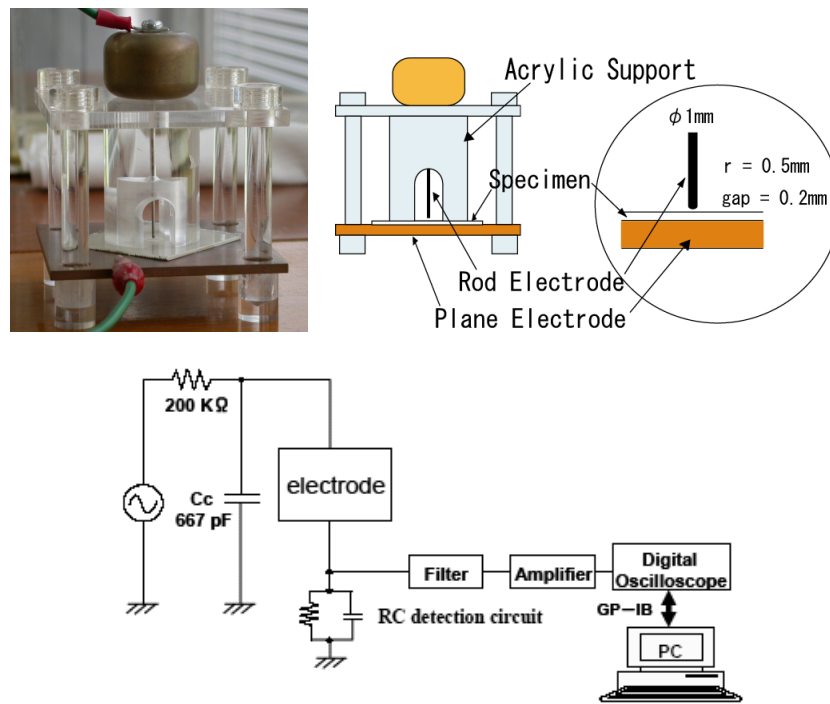 Acrylic Support
φ1mm
r = 0.5mm
Specimen
gap = 0.2mm
Rod Electrode
Plane Electrode
200 KΩ
Cc
667 pF
electrode
Filter
Amplifier
Digital
Oscilloscope
GP-IB
RC detection circuit
PC